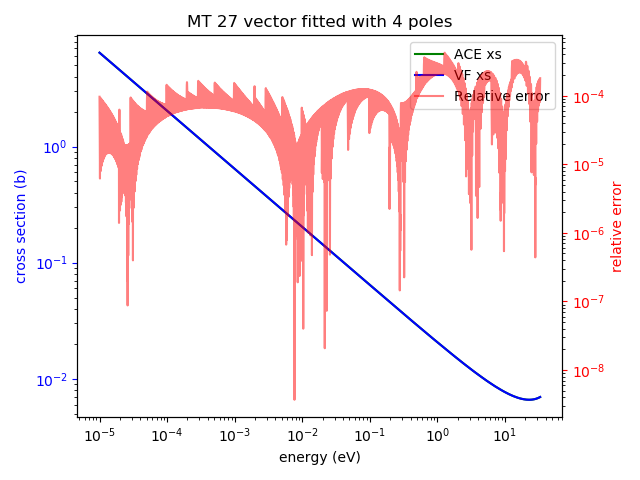 MT 27 vector fitted with 4 poles
ACE xs
VF xs
Relative error
cross section (b)
10⁰
10⁻¹
10⁻²
relative error
10⁻⁴
10⁻⁵
10⁻⁶
10⁻⁷
10⁻⁸
10⁻⁵ 10⁻⁴ 10⁻³ 10⁻² 10⁻¹ 10⁰ 10¹
energy (eV)